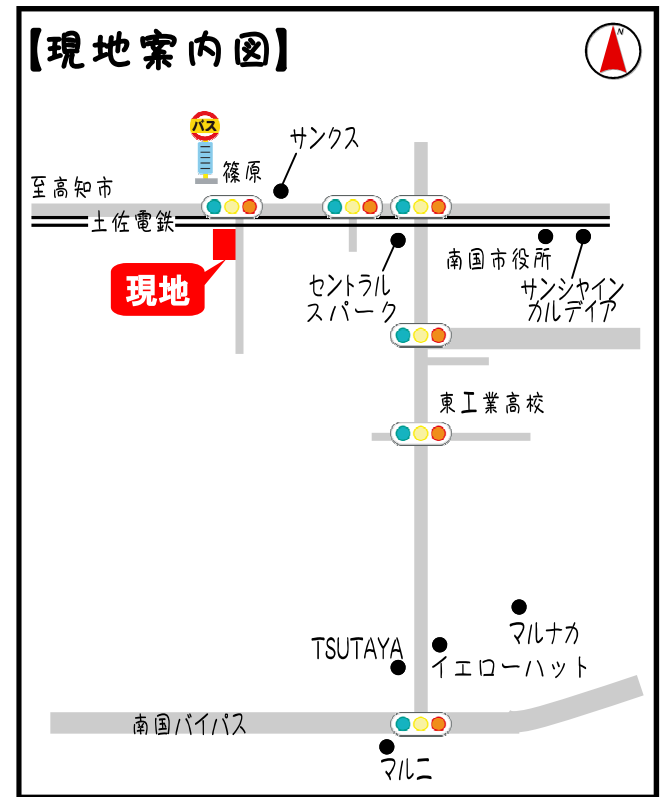 【現地案内図】
N
バス
サンクス
篠原
至高知市
土佐電鉄
現地
セントラル
スパーク
南国市役所
サンシャイン
カルディア
東工業高校
マルナカ
TSUTAYA
イエローハット
南国バイパス
マルニ